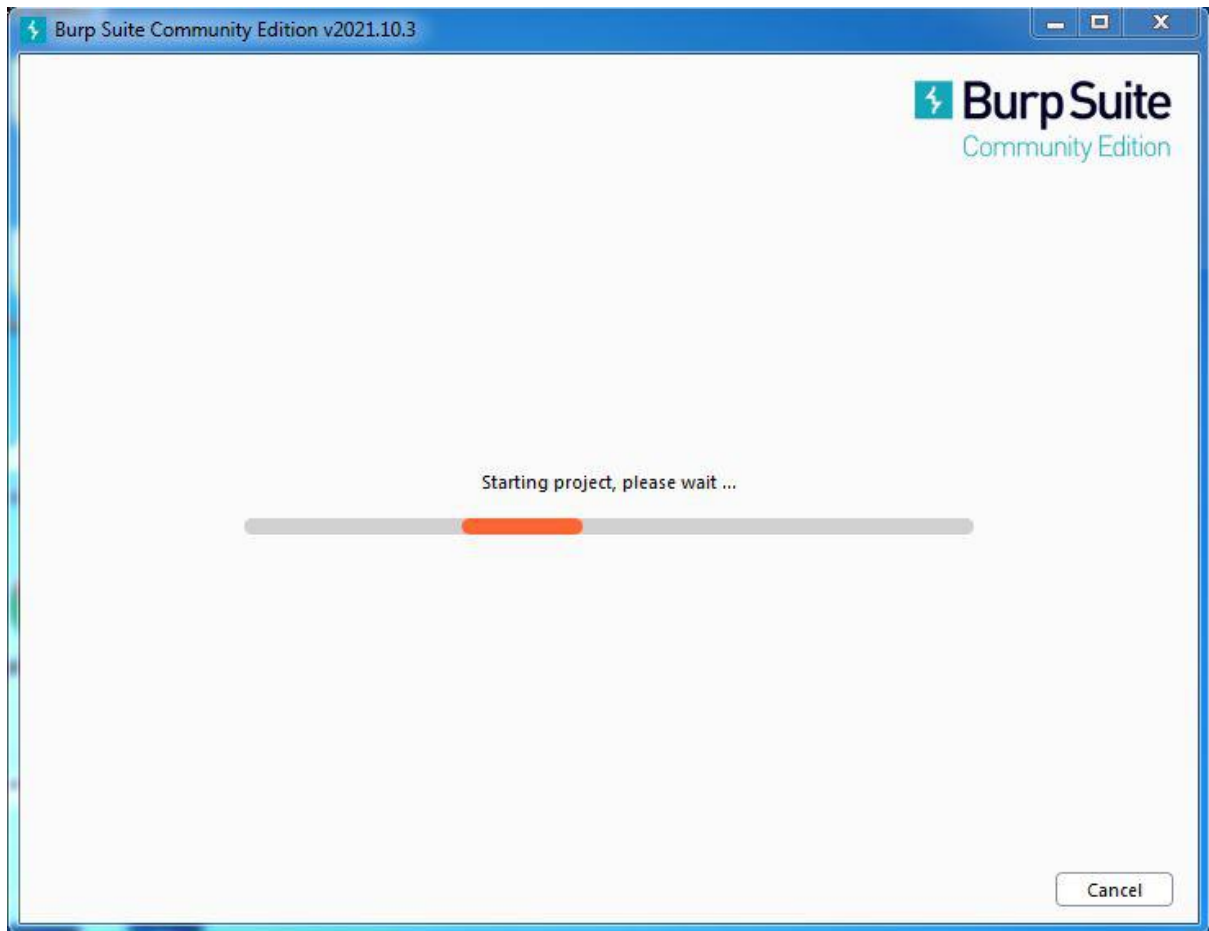 Burp Suite Community Edition v2021.10.3
Burp Suite
Community Edition
Starting project, please wait ...
Cancel